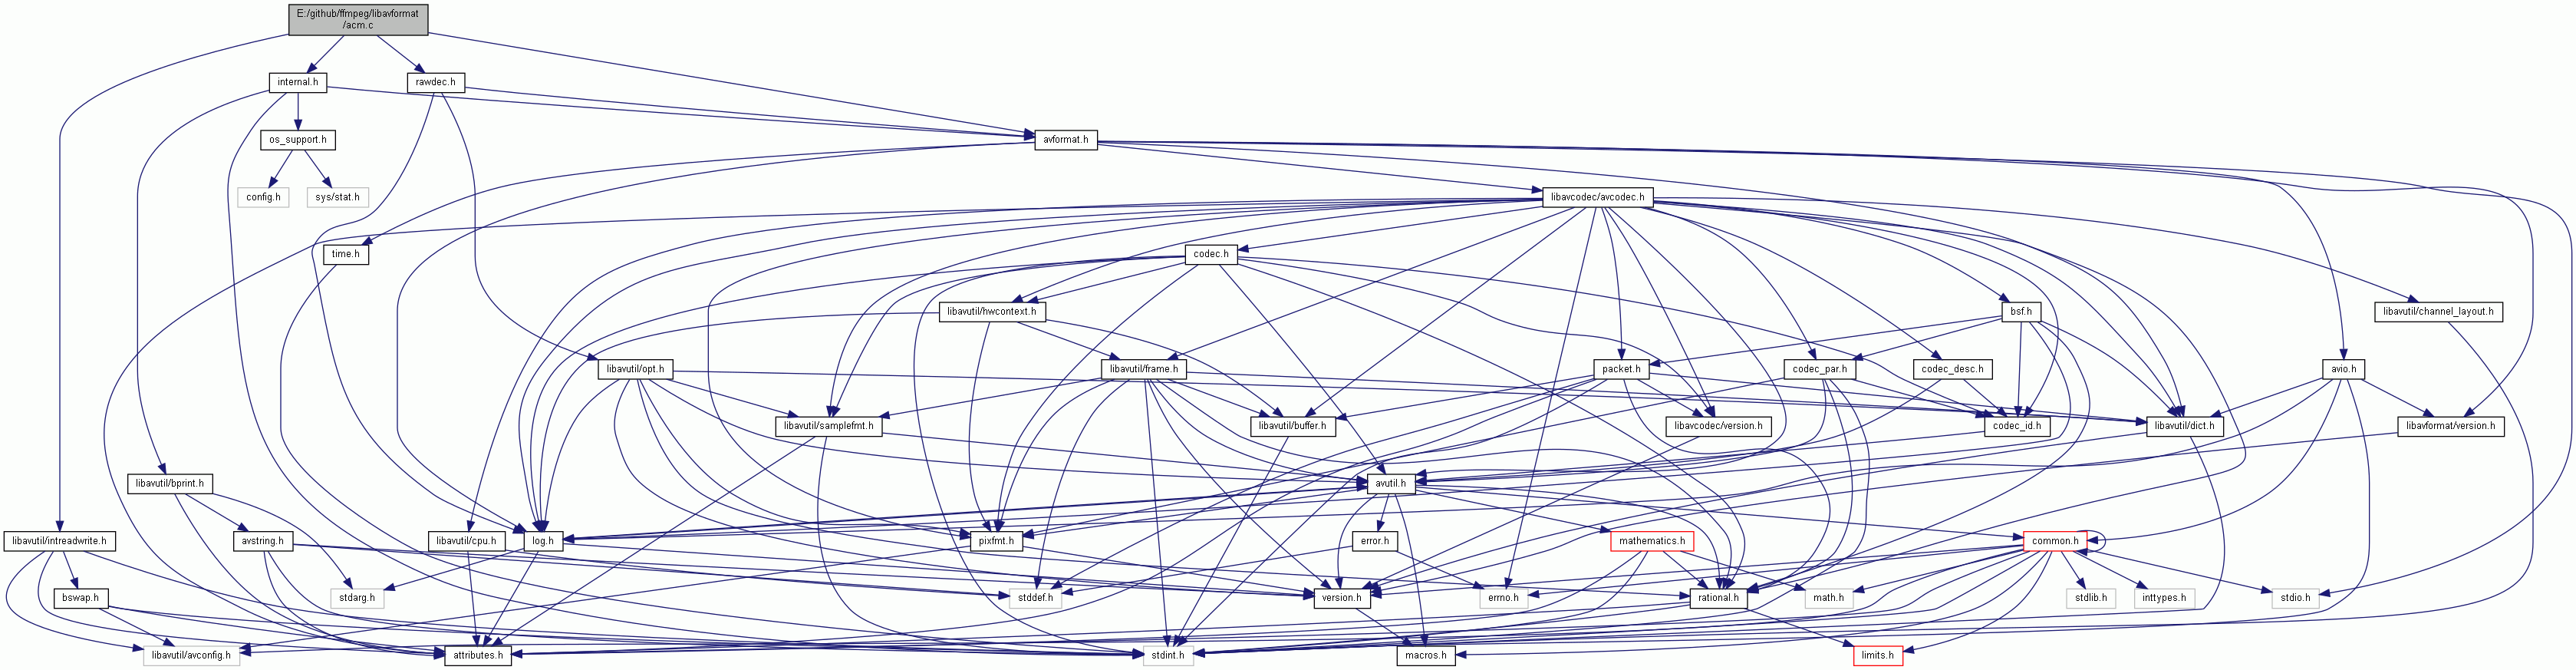 E:/github/ffmpeg/libavformat
/acm.c
internal.h
rawdec.h
os_support.h
avformat.h
config.h
sys/stat.h
libavcodec/avcodec.h
time.h
codec.h
libavutil/hwcontext.h
bsf.h
libavutil/channel_layout.h
libavutil/opt.h
libavutil/frame.h
packet.h
codec_par.h
codec_desc.h
avio.h
libavutil/samplefmt.h
libavutil/buffer.h
libavcodec/version.h
codec_id.h
libavutil/dict.h
libavformat/version.h
libavutil/bprint.h
avutil.h
libavutil/intreadwrite.h
avstring.h
libavutil/cpu.h
log.h
pixfmt.h
error.h
mathematics.h
common.h
bswap.h
stdarg.h
stddef.h
version.h
errno.h
rational.h
math.h
stdlib.h
inttypes.h
stdio.h
libavutil/avconfig.h
attributes.h
stdint.h
macros.h
limits.h